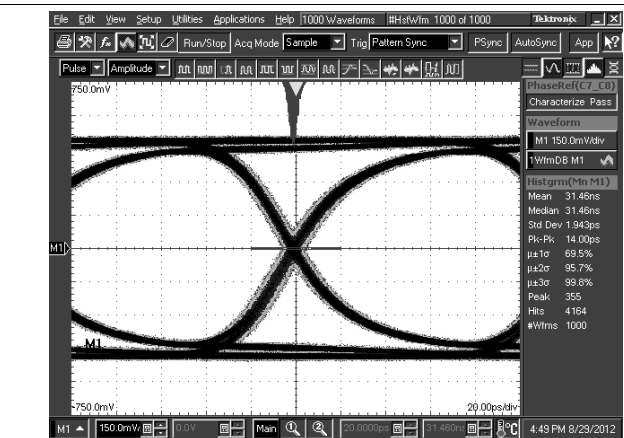 File Edit View Setup Utilities Applications Help 1000 Waveforms #HstWfm 1000 of 1000 Tektronix
Run/Stop Acq Mode Sample Trig Pattern Sync PSync AutoSync App
Pulse Amplitude
750.0mV
PhaseRef(C7_C8)
Characterize Pass
Waveform
M1 150.0mV/div
1WfmDB M1
Histgrm(Mn M1)
Mean 31.46ns
Median 31.46ns
Std Dev 1.943ps
Pk-Pk 14.00ps
µ±1σ 69.5%
µ±2σ 95.7%
µ±3σ 99.8%
Peak 355
Hits 4164
#Wfms 1000
M1
M1
-750.0mV
20.00ps/div
M1 150.0mV/ 0.0V Main 20.0000ps 31.460n °C 4:49 PM 8/29/2012